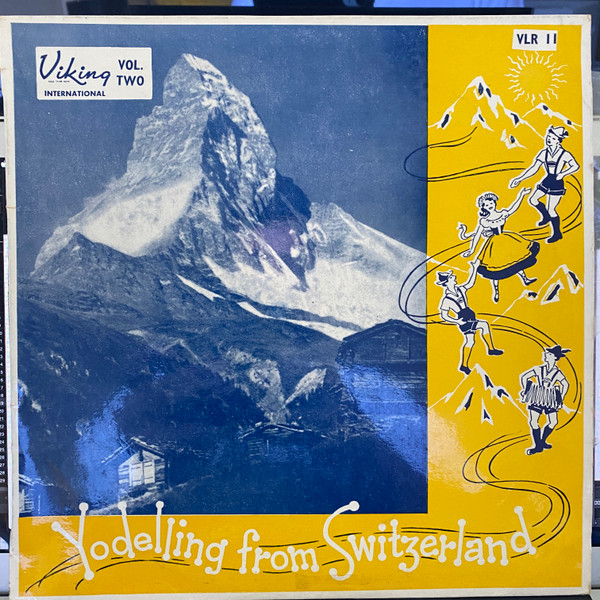 Viking
VOL.
TWO
INTERNATIONAL
VLR 11
Yodelling from Switzerland